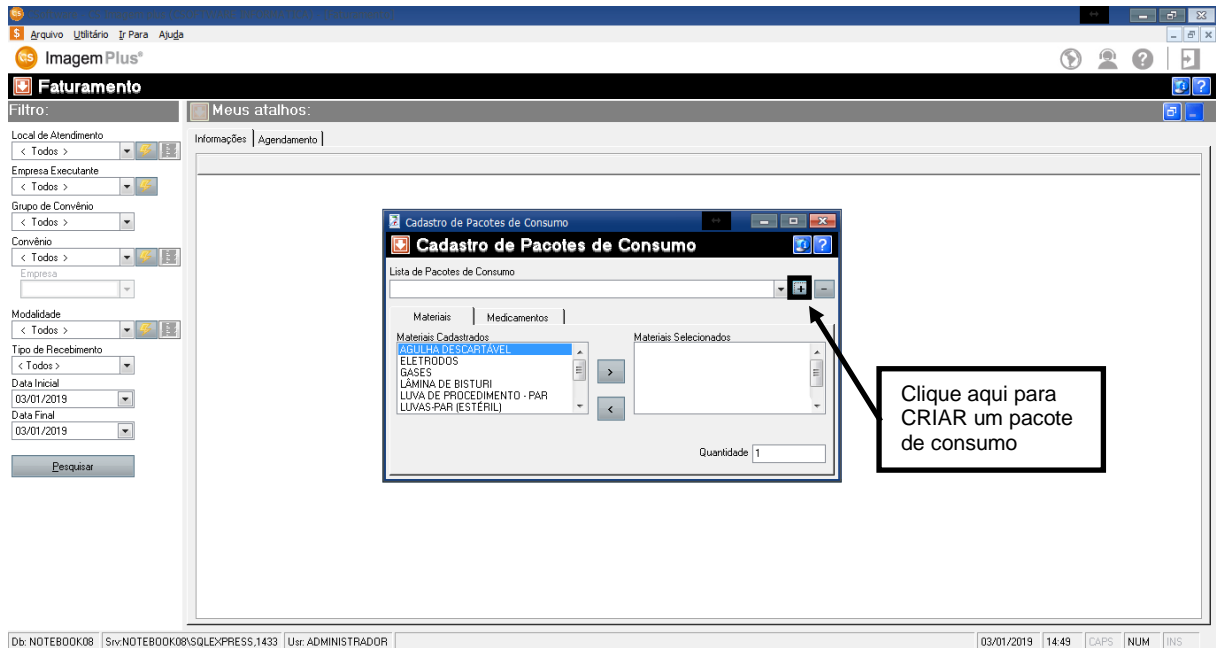 Arquivo Utilitário Ir Para Ajuda
cis ImagemPlus®
Faturamento
Filtro:
Meus atalhos:
Informações Agendamento
Local de Atendimento
< Todos >
Empresa Executante
< Todos >
Grupo de Convênio
< Todos >
Convênio
< Todos >
Empresa
Modalidade
< Todos >
Tipo de Recebimento
< Todos >
Data Inicial
03/01/2019
Data Final
03/01/2019
Pesquisar
Cadastro de Pacotes de Consumo
Cadastro de Pacotes de Consumo
Lista de Pacotes de Consumo
Materiais Medicamentos
Materiais Cadastrados
AGULHA DESCARTÁVEL
ELETRODOS
GASES
LÂMINA DE BISTURI
LUVA DE PROCEDIMENTO - PAR
LUVAS-PAR (ESTÉRIL)
>
<
Materiais Selecionados
Quantidade 1
Clique aqui para
CRIAR um pacote
de consumo
Db: NOTEBOOK08 Srv:NOTEBOOK08\SQLEXPRESS,1433 Usr: ADMINISTRADOR 03/01/2019 14:49 CAPS NUM INS